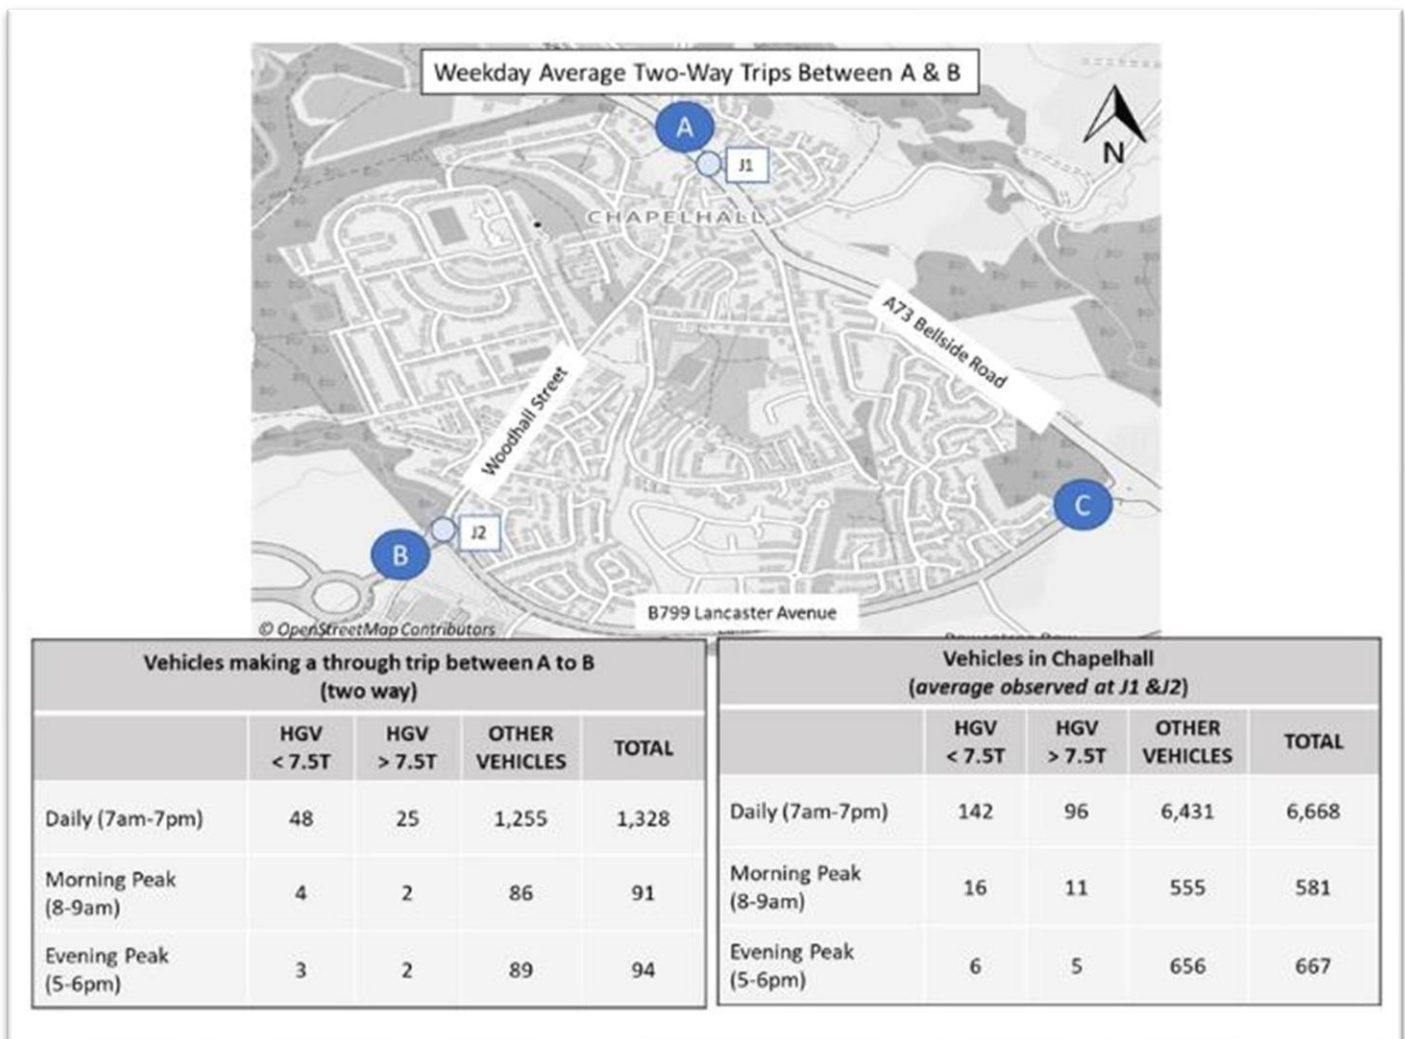 Weekday Average Two-Way Trips Between A & B
A
J1
N
CHAPELHALL
A73 Bellside Road
Woodhall Street
C
J2
B
B799 Lancaster Avenue
© OpenStreetMap Contributors
Vehicles making a through trip between A to B
(two way)
HGV < 7.5T HGV > 7.5T OTHER VEHICLES TOTAL
Daily (7am-7pm) 48 25 1,255 1,328
Morning Peak (8-9am) 4 2 86 91
Evening Peak (5-6pm) 3 2 89 94
Vehicles in Chapelhall
(average observed at J1 &J2)
HGV < 7.5T HGV > 7.5T OTHER VEHICLES TOTAL
Daily (7am-7pm) 142 96 6,431 6,668
Morning Peak (8-9am) 16 11 555 581
Evening Peak (5-6pm) 6 5 656 667